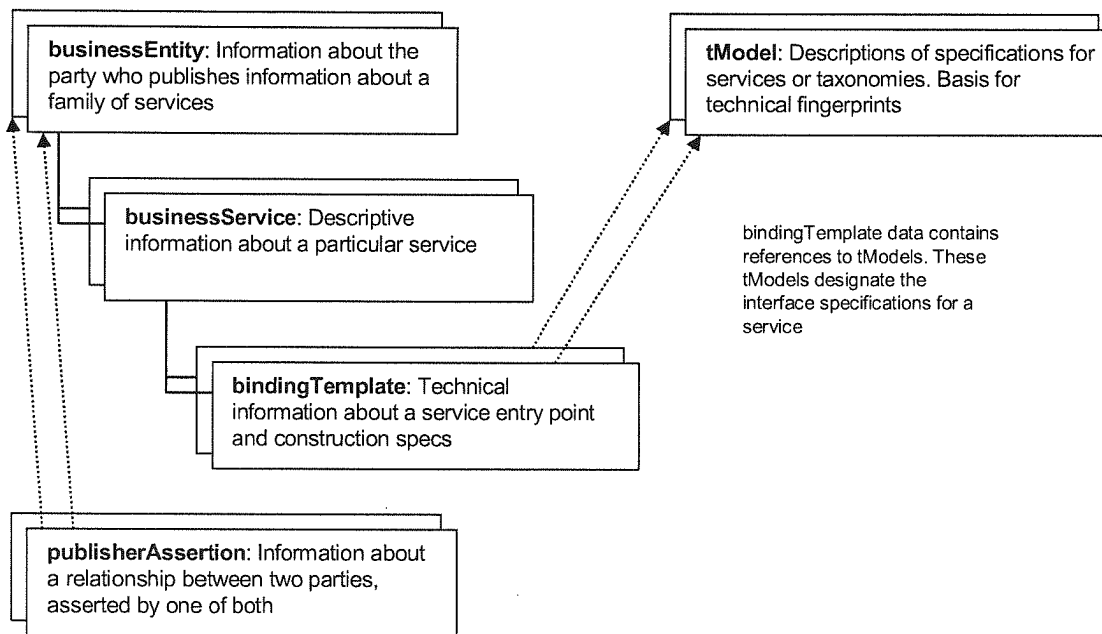 businessEntity: Information about the
party who publishes information about a
family of services
tModel: Descriptions of specifications for
services or taxonomies. Basis for
technical fingerprints
businessService: Descriptive
information about a particular service
bindingTemplate data contains
references to tModels. These
tModels designate the
interface specifications for a
service
bindingTemplate: Technical
information about a service entry point
and construction specs
publisherAssertion: Information about
a relationship between two parties,
asserted by one of both